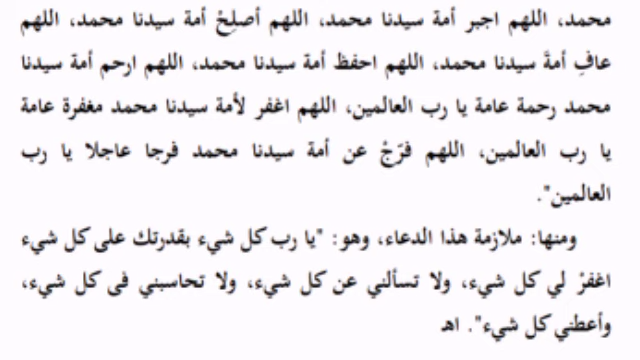 محمد، اللهم اجبر أمة سيدنا محمد، اللهم أصلِحْ أمة سيدنا محمد، اللهم
عافِ أمةَ سيدنا محمد، اللهم احفظ أمة سيدنا محمد، اللهم ارحم أمة سيدنا
محمد رحمة عامة يا رب العالمين، اللهم اغفر لأمة سيدنا محمد مغفرة عامة
يا رب العالمين، اللهم فرّجْ عن أمة سيدنا محمد فرجا عاجلا يا رب
العالمين".
ومنها: ملازمة هذا الدعاء، وهو: "يا رب كل شيء بقدرتك على كل شيء
اغفرْ لي كل شيء، ولا تسألني عن كل شيء، ولا تحاسبني فى كل شيء،
وأعطني كل شيء". اهـ